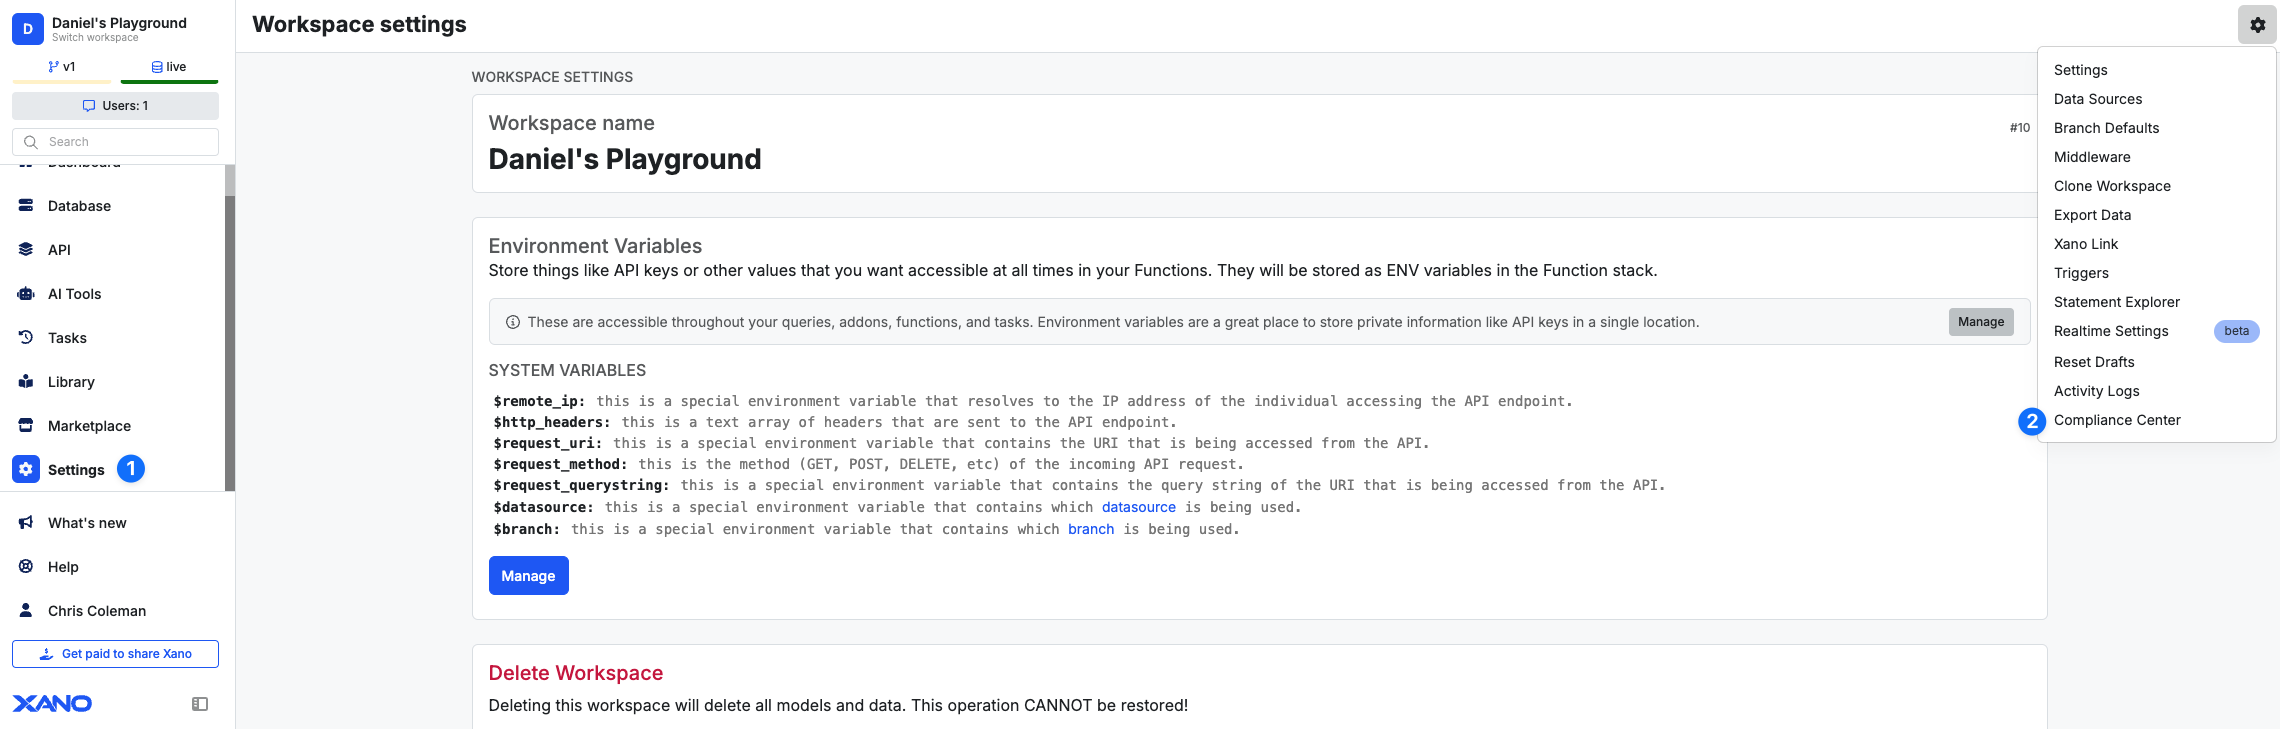 D
Daniel's Playground
Switch workspace
v1
live
Users: 1
Search
Dashboard
Database
API
AI Tools
Tasks
Library
Marketplace
Settings
1
What's new
Help
Chris Coleman
Get paid to share Xano
XANO
Workspace settings
WORKSPACE SETTINGS
Workspace name
#10
Daniel's Playground
Environment Variables
Store things like API keys or other values that you want accessible at all times in your Functions. They will be stored as ENV variables in the Function stack.
These are accessible throughout your queries, addons, functions, and tasks. Environment variables are a great place to store private information like API keys in a single location.
Manage
SYSTEM VARIABLES
$remote_ip: this is a special environment variable that resolves to the IP address of the individual accessing the API endpoint.
$http_headers: this is a text array of headers that are sent to the API endpoint.
$request_uri: this is a special environment variable that contains the URI that is being accessed from the API.
$request_method: this is the method (GET, POST, DELETE, etc) of the incoming API request.
$request_querystring: this is a special environment variable that contains the query string of the URI that is being accessed from the API.
$datasource: this is a special environment variable that contains which datasource is being used.
$branch: this is a special environment variable that contains which branch is being used.
Manage
Delete Workspace
Deleting this workspace will delete all models and data. This operation CANNOT be restored!
Settings
Data Sources
Branch Defaults
Middleware
Clone Workspace
Export Data
Xano Link
Triggers
Statement Explorer
Realtime Settings
beta
Reset Drafts
Activity Logs
2
Compliance Center